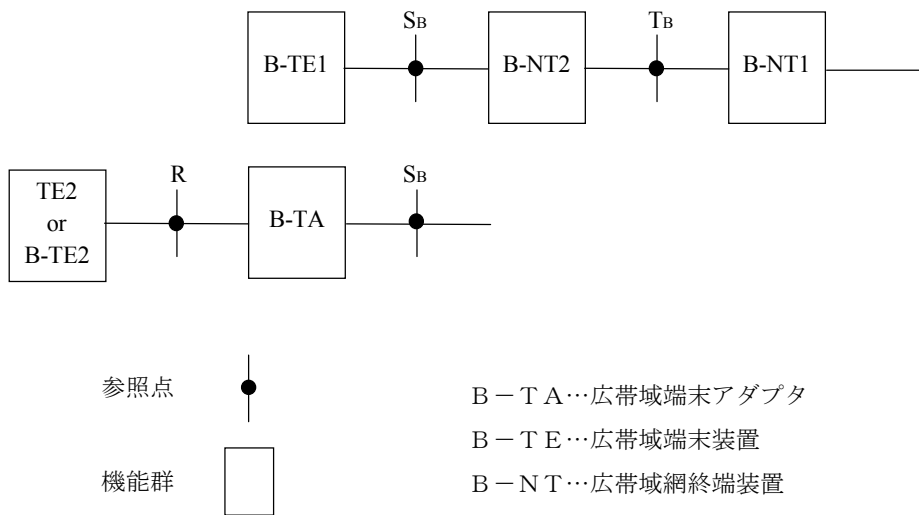 SB
TB
B-TE1
B-NT2
B-NT1
R
SB
TE2
or
B-TE2
B-TA
参照点
機能群
B－TA…広帯域端末アダプタ
B－TE…広帯域端末装置
B－NT…広帯域網終端装置